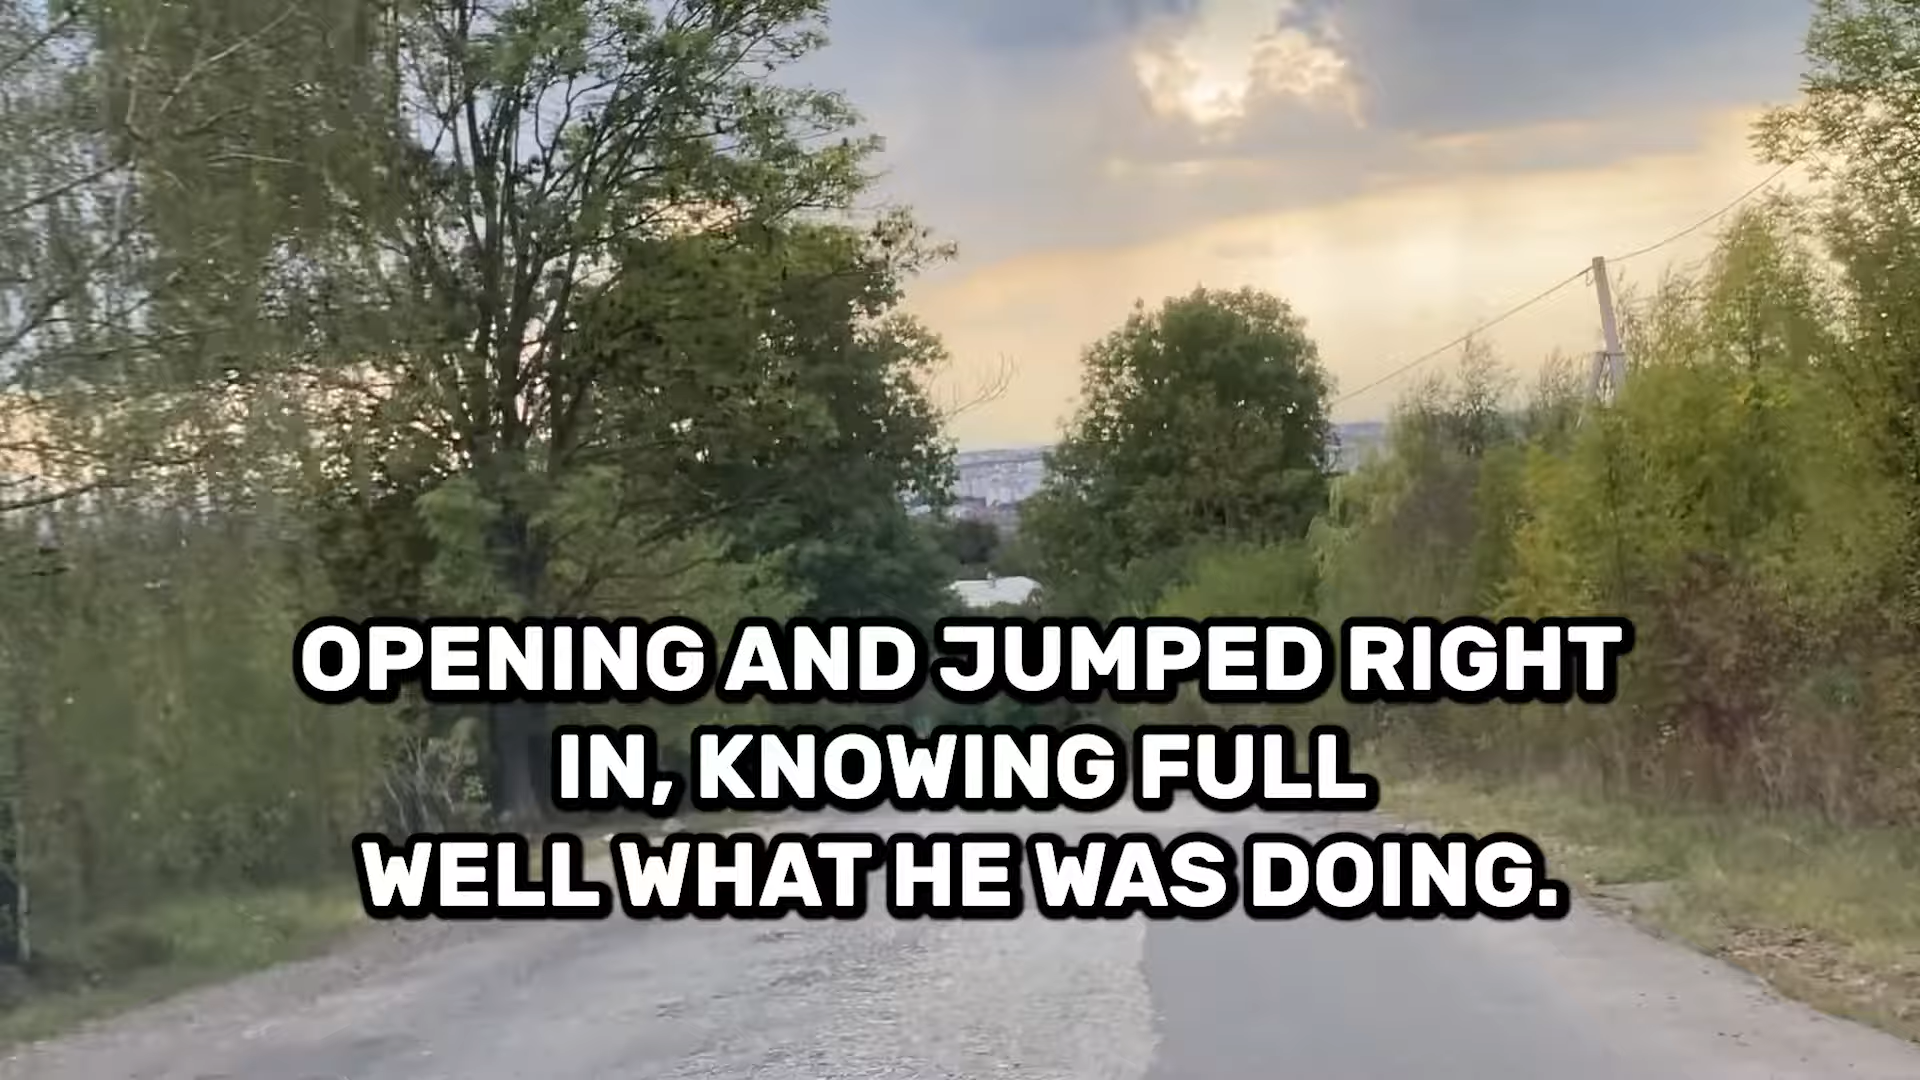 OPENING AND JUMPED RIGHT
IN, KNOWING FULL
WELL WHAT HE WAS DOING.